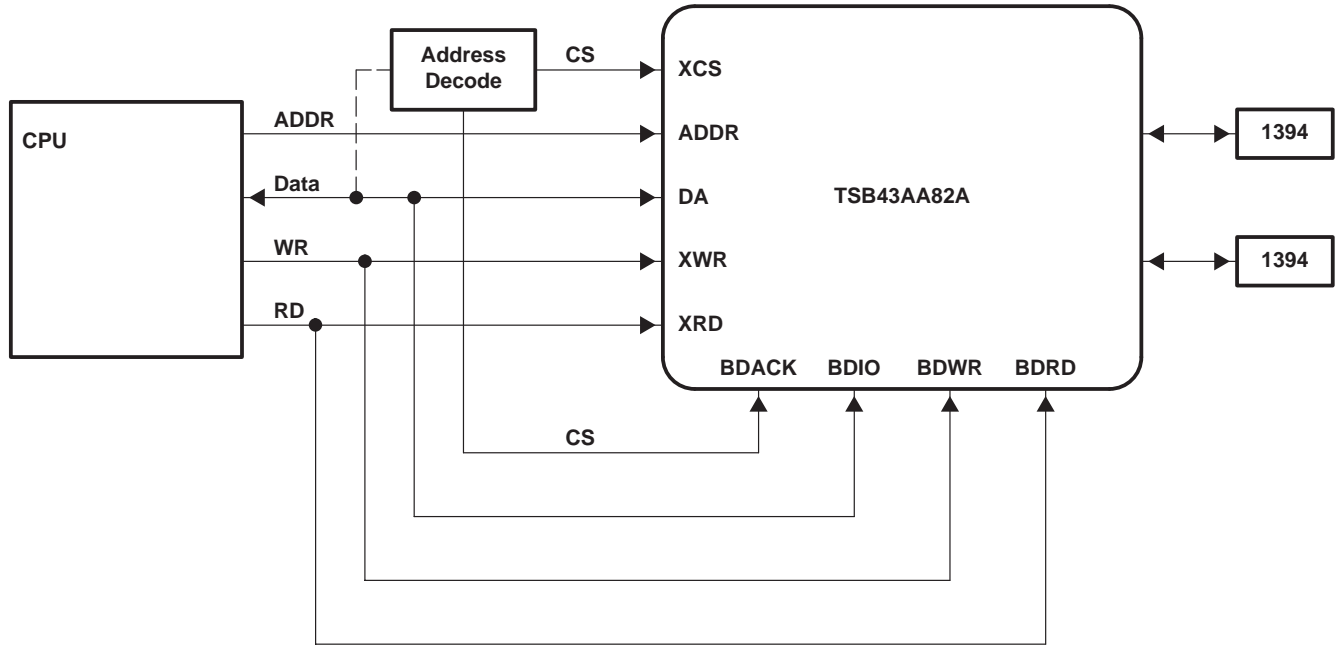 Address
Decode
CS
XCS
CPU
ADDR
ADDR
1394
Data
DA
TSB43AA82A
WR
XWR
1394
RD
XRD
BDACK BDIO BDWR BDRD
CS